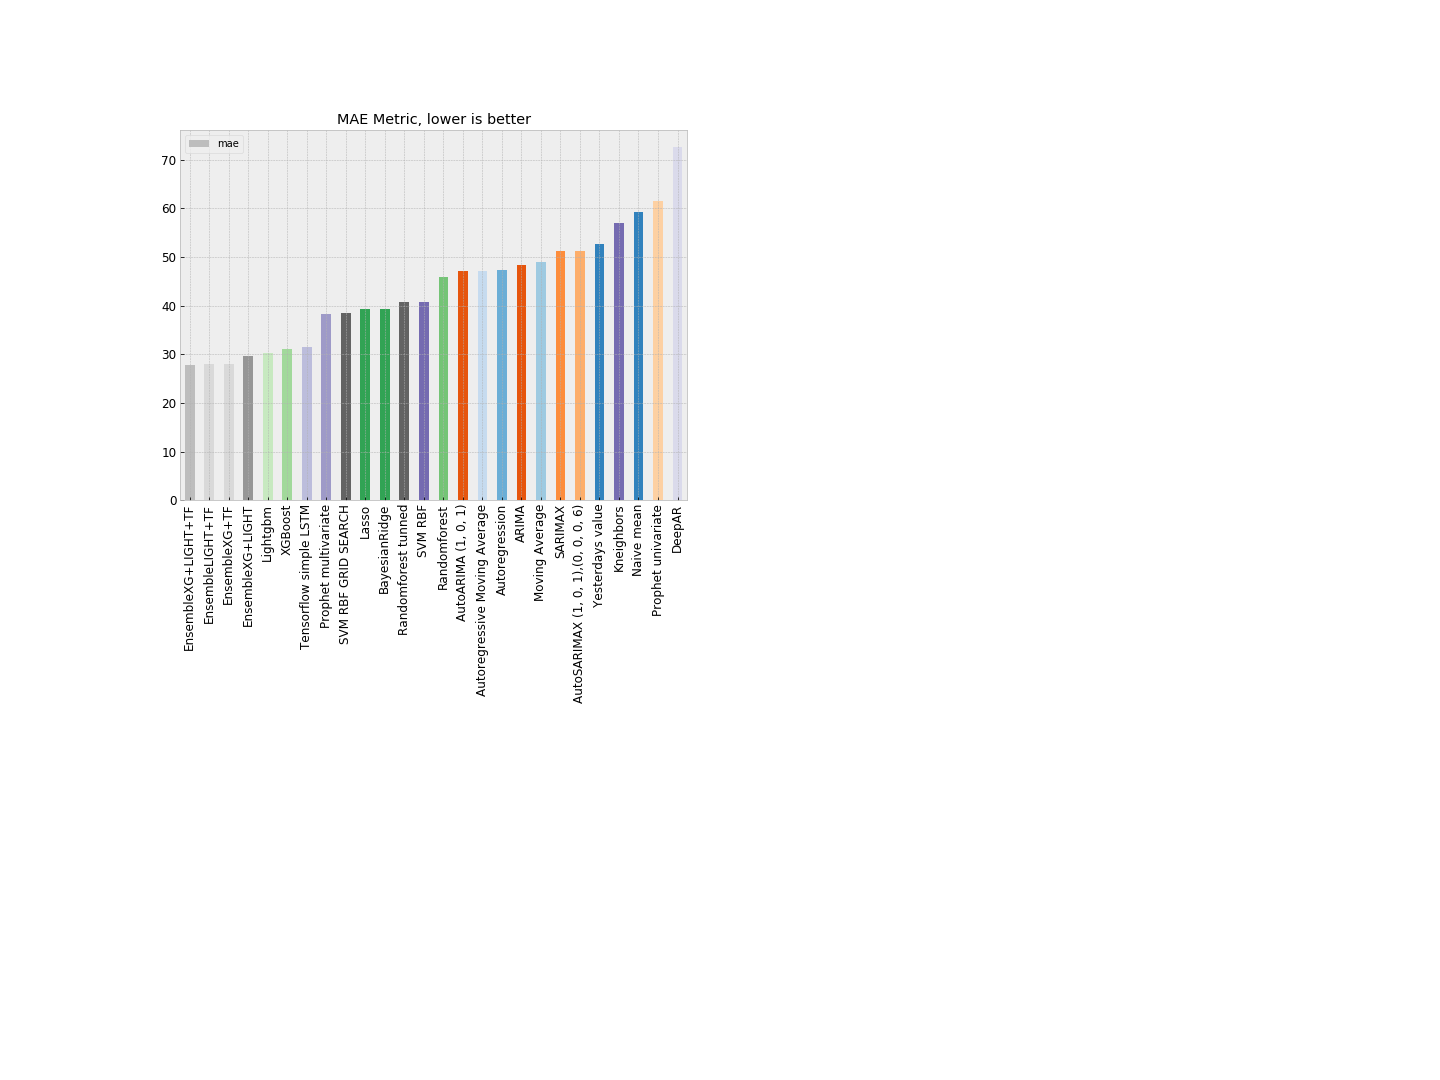 MAE Metric, lower is better
mae
70
60
50
40
30
20
10
0
EnsembleXG+LIGHT+TF
EnsembleLIGHT+TF
EnsembleXG+TF
EnsembleXG+LIGHT
Lightgbm
XGBoost
Tensorflow simple LSTM
Prophet multivariate
SVM RBF GRID SEARCH
Lasso
BayesianRidge
Randomforest tunned
SVM RBF
Randomforest
AutoARIMA (1, 0, 1)
Autoregressive Moving Average
Autoregression
ARIMA
Moving Average
SARIMAX
AutoSARIMAX (1, 0, 1),(0, 0, 0, 6)
Yesterdays value
Kneighbors
Naive mean
Prophet univariate
DeepAR